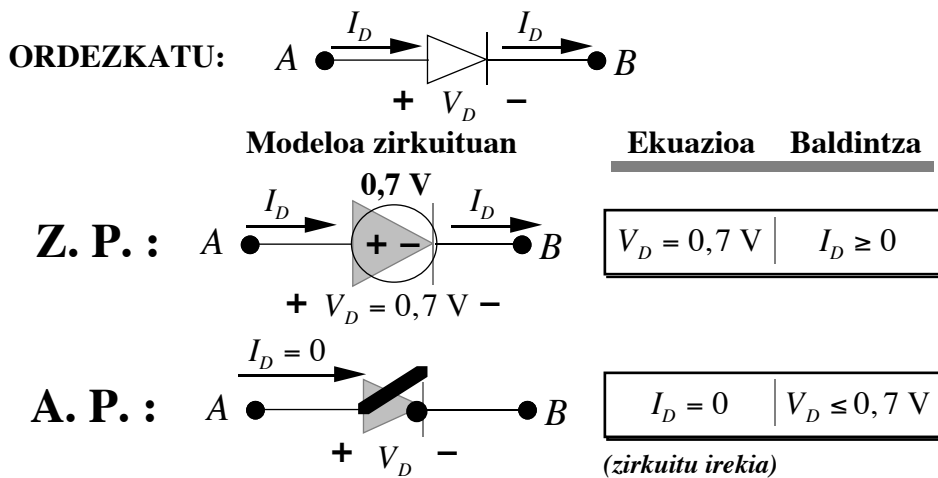 I_D I_D
ORDEZKATU: A B
+ V_D −
Modeloa zirkuituan Ekuazioa Baldintza
0,7 V
I_D I_D
Z. P. : A + − B V_D = 0,7 V I_D ≥ 0
+ V_D = 0,7 V −
I_D = 0
A. P. : A B I_D = 0 V_D ≤ 0,7 V
+ V_D −
(zirkuitu irekia)